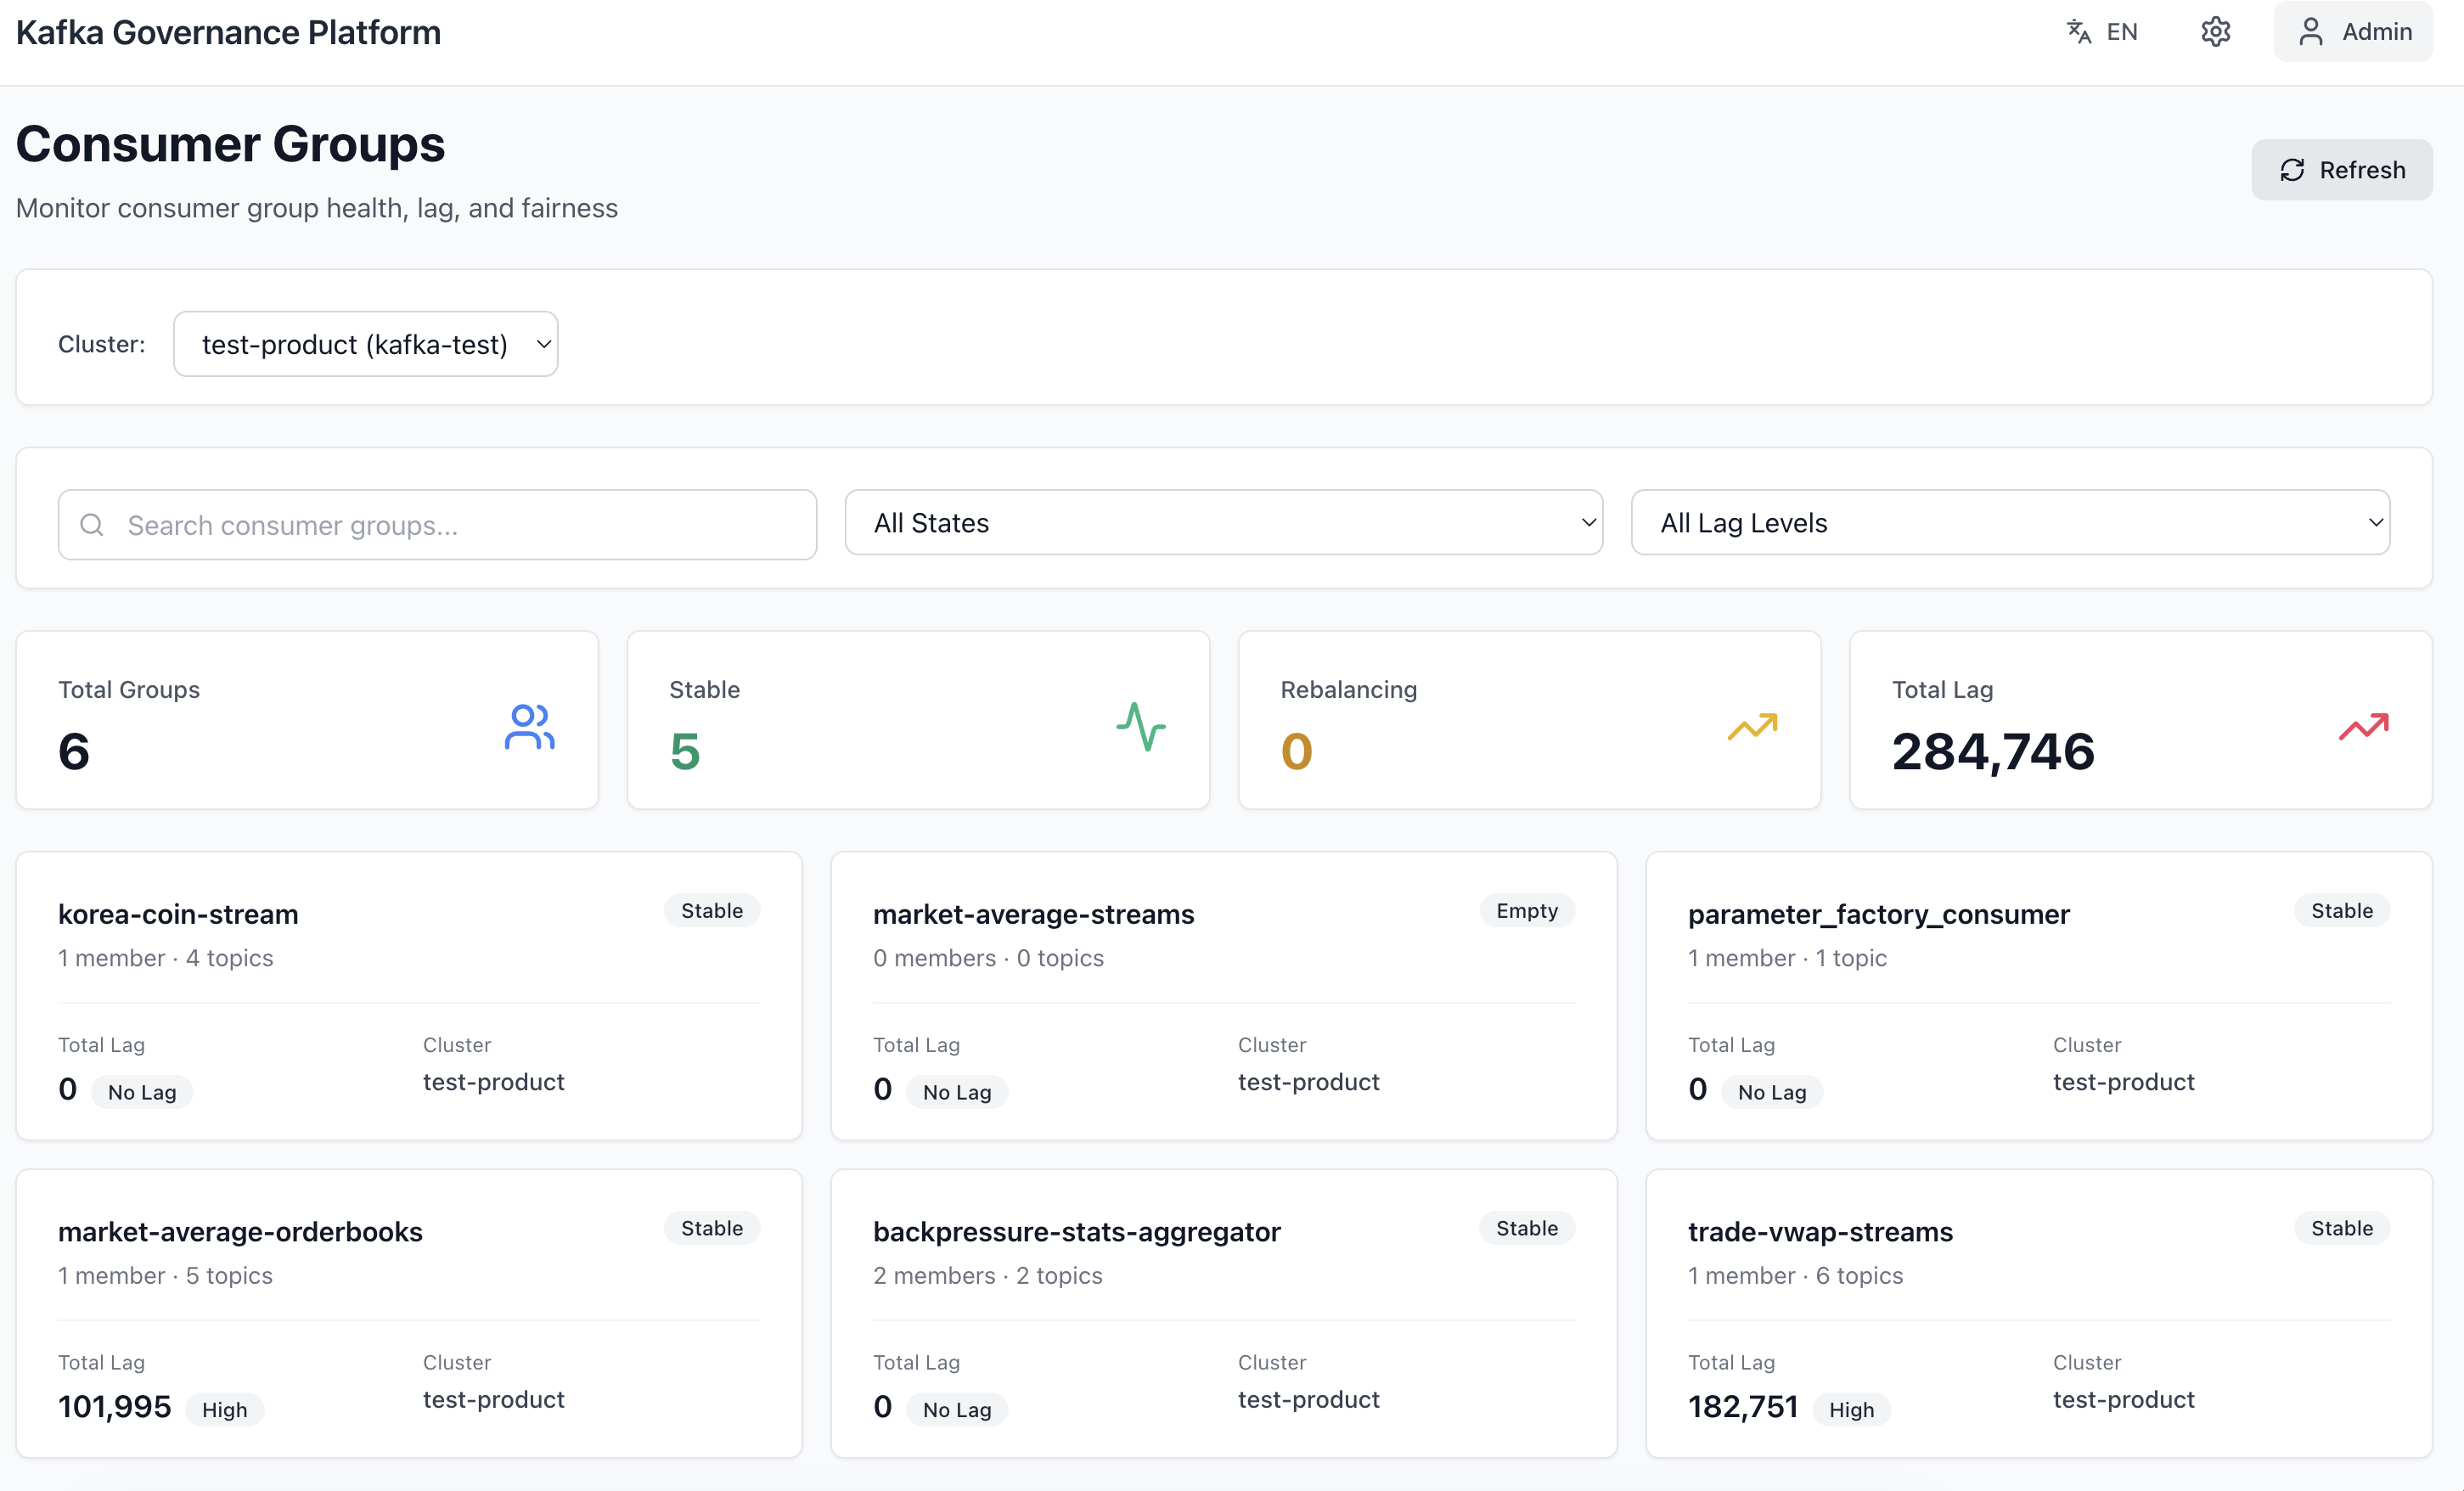 Kafka Governance Platform
EN
Admin
Consumer Groups
Monitor consumer group health, lag, and fairness
Refresh
Cluster:
test-product (kafka-test)
Search consumer groups...
All States
All Lag Levels
Total Groups
6
Stable
5
Rebalancing
0
Total Lag
284,746
korea-coin-stream
Stable
1 member · 4 topics
Total Lag
0 No Lag
Cluster
test-product
market-average-streams
Empty
0 members · 0 topics
Total Lag
0 No Lag
Cluster
test-product
parameter_factory_consumer
Stable
1 member · 1 topic
Total Lag
0 No Lag
Cluster
test-product
market-average-orderbooks
Stable
1 member · 5 topics
Total Lag
101,995 High
Cluster
test-product
backpressure-stats-aggregator
Stable
2 members · 2 topics
Total Lag
0 No Lag
Cluster
test-product
trade-vwap-streams
Stable
1 member · 6 topics
Total Lag
182,751 High
Cluster
test-product